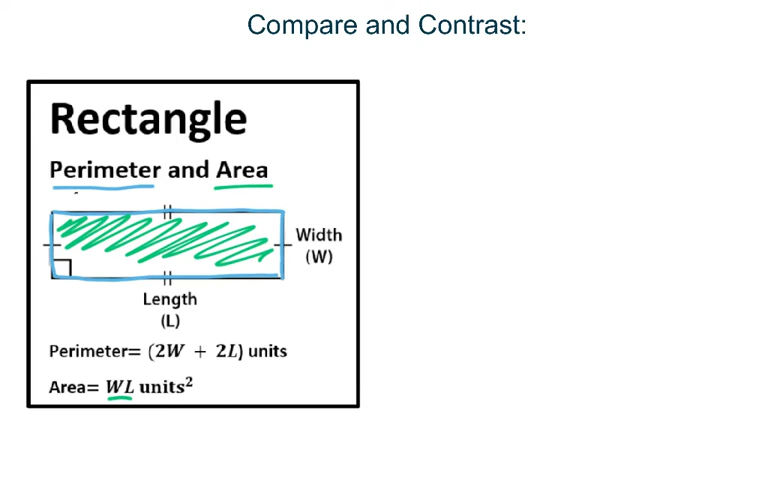 Compare and Contrast:
Rectangle
Perimeter and Area
Width
(W)
Length
(L)
Perimeter= (2W + 2L) units
Area= WL units²